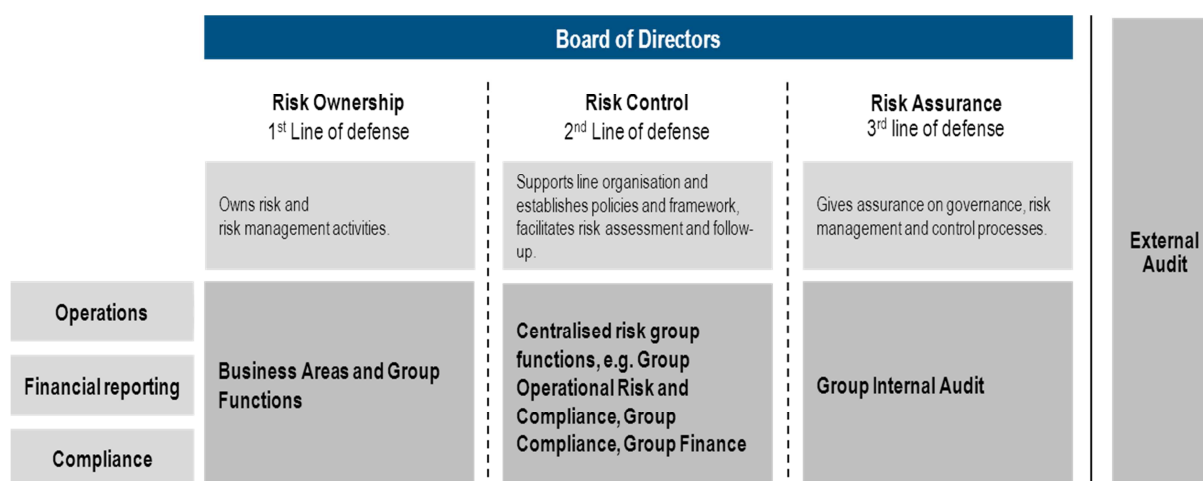 Board of Directors
Risk Ownership
1st Line of defense
Risk Control
2nd Line of defense
Risk Assurance
3rd line of defense
Owns risk and
risk management activities.
Supports line organisation and
establishes policies and framework,
facilitates risk assessment and follow-
up.
Gives assurance on governance, risk
management and control processes.
External
Audit
Operations
Financial reporting
Compliance
Business Areas and Group
Functions
Centralised risk group
functions, e.g. Group
Operational Risk and
Compliance, Group
Compliance, Group Finance
Group Internal Audit